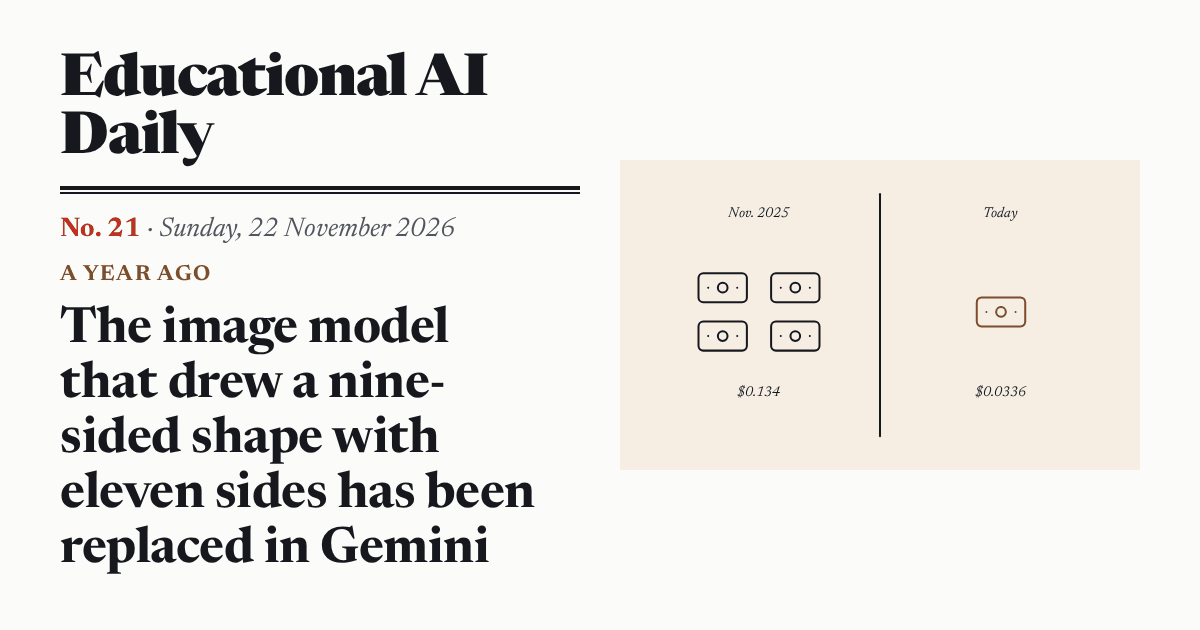 Educational AI
Daily
No. 21 · Sunday, 22 November 2026
A YEAR AGO
The image model
that drew a nine-
sided shape with
eleven sides has been
replaced in Gemini
Nov. 2025
Today
$0.134
$0.0336